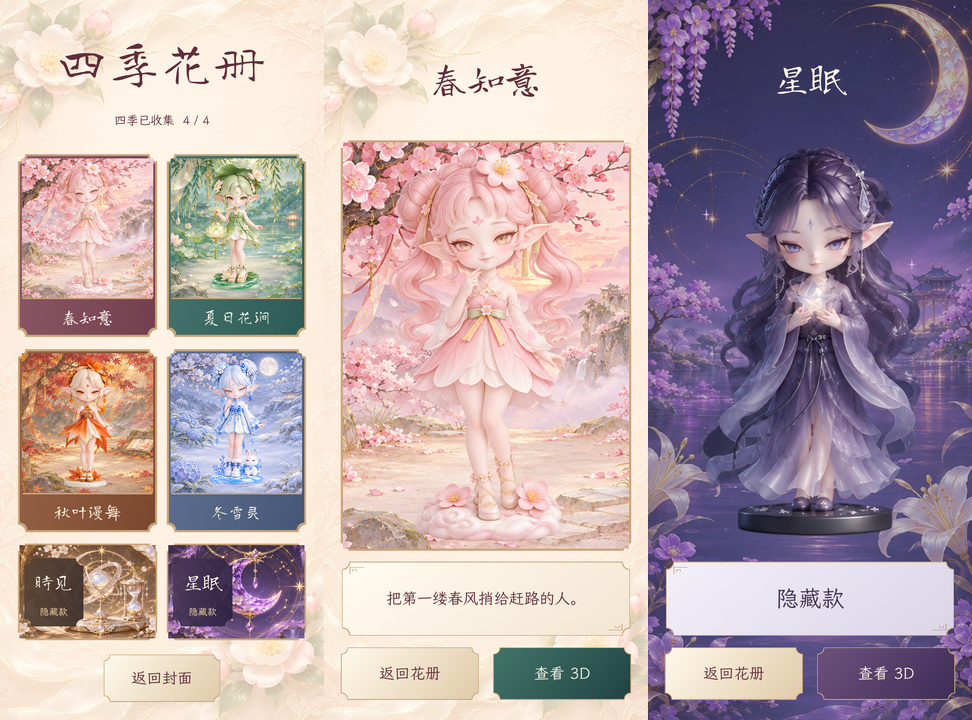 四季花册
四季已收集 4 / 4
春知意
夏日花涧
秋叶漫舞
冬雪灵
時见
隐藏款
星眠
隐藏款
返回封面
春知意
把第一缕春风捎给赶路的人。
返回花册
查看 3D
星眠
隐藏款
返回花册
查看 3D